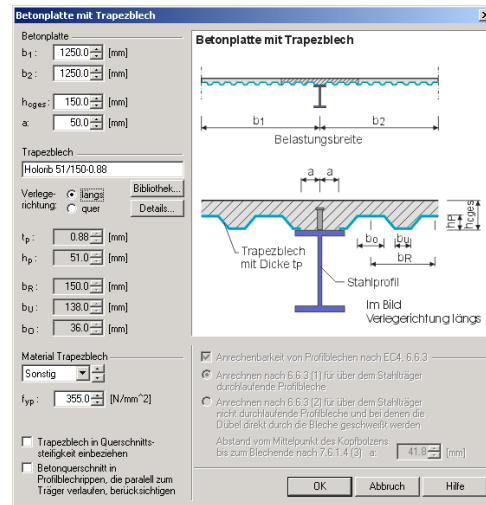 Betonplatte mit Trapezblech
Betonplatte
b1: 1250.0 [mm]
b2: 1250.0 [mm]
hcges: 150.0 [mm]
a: 50.0 [mm]
Trapezblech
Holorib 51/150-0.88
Verlege-
richtung:
längs
quer
Bibliothek...
Details...
tp: 0.88 [mm]
hp: 51.0 [mm]
bR: 150.0 [mm]
bU: 138.0 [mm]
bO: 36.0 [mm]
Material Trapezblech
Sonstig
fyp: 355.0 [N/mm^2]
Trapezblech in Querschnitts-
steifigkeit einbeziehen
Betonquerschnitt in
Profilblechrippen, die paralell zum
Träger verlaufen, berücksichtigen
Betonplatte mit Trapezblech
b1 b2
Belastungsbreite
a a
hP hcges
bo bu
bR
Trapezblech
mit Dicke tp
Stahlprofil
Im Bild
Verlegerichtung längs
Anrechenbarkeit von Profilblechen nach EC4, 6.6.3
Anrechnen nach 6.6.3 (1) für über dem Stahlträger
durchlaufende Profilbleche
Anrechnen nach 6.6.3 (2) für über dem Stahlträger
nicht durchlaufende Profilbleche und bei denen die
Dübel direkt durch die Bleche geschweißt werden
Abstand vom Mittelpunkt des Kopfbolzens
bis zum Blechende nach 7.6.1.4 (3) a: 41.8 [mm]
OK Abbruch Hilfe